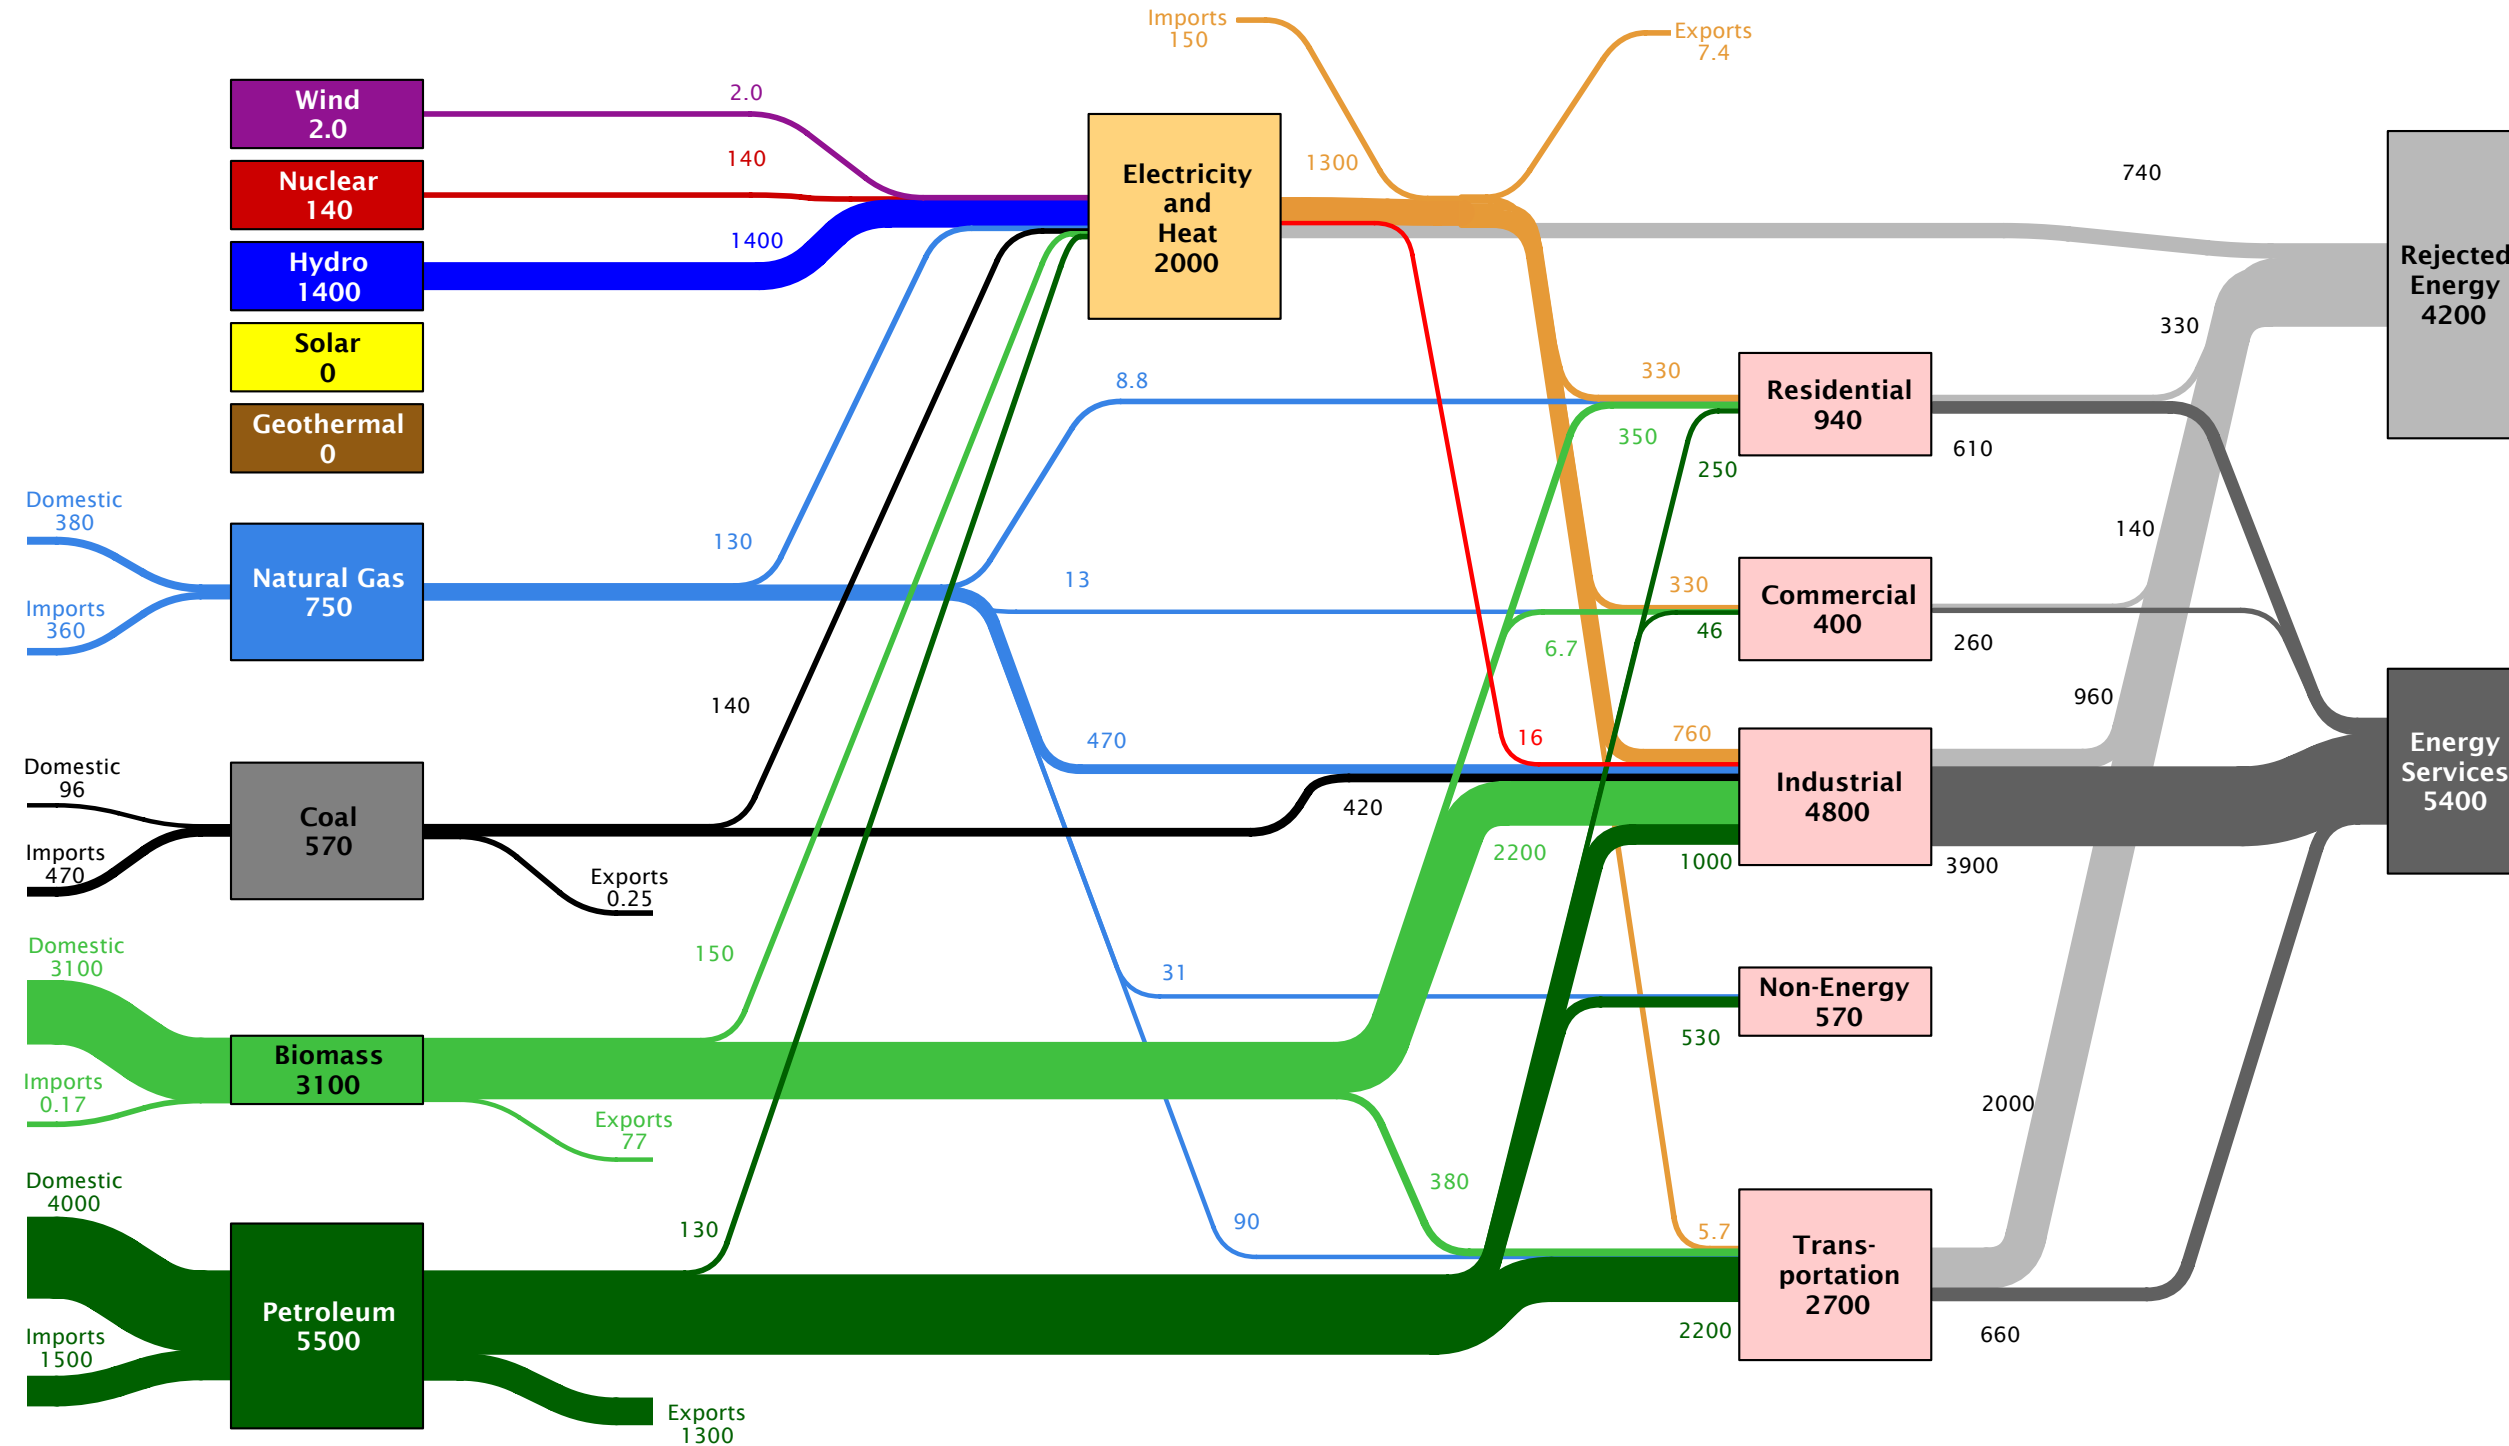 Imports
150
Exports
7.4
Wind
2.0
2.0
Nuclear
140
140
Hydro
1400
1400
Solar
0
Geothermal
0
Electricity
and
Heat
2000
1300
740
Rejected
Energy
4200
Domestic
380
Imports
360
Natural Gas
750
130
8.8
13
470
31
90
330
350
250
Residential
940
330
610
330
6.7
46
Commercial
400
140
260
Domestic
96
Imports
470
Coal
570
140
Exports
0.25
420
760
16
2200
1000
Industrial
4800
960
3900
Energy
Services
5400
Domestic
3100
Imports
0.17
Biomass
3100
150
Exports
77
380
530
Non-Energy
570
Domestic
4000
Imports
1500
Petroleum
5500
130
Exports
1300
5.7
2200
Trans-
portation
2700
2000
660